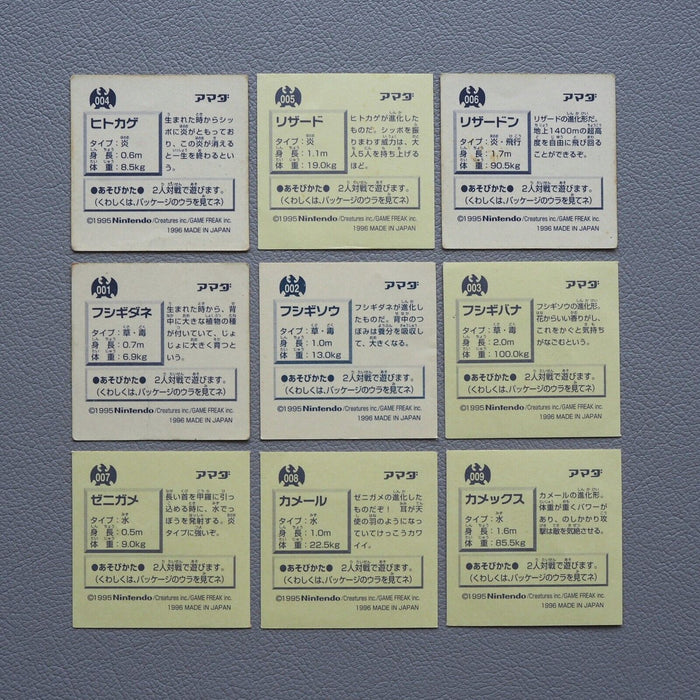 004
アマダ
ヒトカゲ
タイプ:炎
身長:0.6m
体重:8.5kg
生まれた時からシッ
ポに炎がともってお
り、この炎が消える
と一生を終わるとい
う。
●あそびかた● 2人対戦で遊びます。
(くわしくは、パッケージのウラを見てネ)
©1995 Nintendo/Creatures inc./GAME FREAK inc.
1996 MADE IN JAPAN
005
アマダ
リザード
タイプ:炎
身長:1.1m
体重:19.0kg
ヒトカゲが進化した
ものだ。シッポを振
りまわす威力は、大
人5人を持ち上げる
ほど。
●あそびかた● 2人対戦で遊びます。
(くわしくは、パッケージのウラを見てネ)
©1995 Nintendo/Creatures inc./GAME FREAK inc.
1996 MADE IN JAPAN
006
アマダ
リザードン
タイプ:炎・飛行
身長:1.7m
体重:90.5kg
リザードの進化形だ。
地上1400mの超高
度を自由に飛び回る
ことができるぞ。
●あそびかた● 2人対戦で遊びます。
(くわしくは、パッケージのウラを見てネ)
©1995 Nintendo/Creatures inc./GAME FREAK inc.
1996 MADE IN JAPAN
001
アマダ
フシギダネ
タイプ:草・毒
身長:0.7m
体重:6.9kg
生まれた時から、背
中に大きな植物の種
が付いていて、じょ
じょに大きく育つと
いう。
●あそびかた● 2人対戦で遊びます。
(くわしくは、パッケージのウラを見てネ)
©1995 Nintendo/Creatures inc./GAME FREAK inc.
1996 MADE IN JAPAN
002
アマダ
フシギソウ
タイプ:草・毒
身長:1.0m
体重:13.0kg
フシギダネが進化し
たものだ。背中のつ
ぼみは養分を吸収し
て、大きくなる。
●あそびかた● 2人対戦で遊びます。
(くわしくは、パッケージのウラを見てネ)
©1995 Nintendo/Creatures inc./GAME FREAK inc.
1996 MADE IN JAPAN
003
アマダ
フシギバナ
タイプ:草・毒
身長:2.0m
体重:100.0kg
フシギソウの進化形。
花からいい香りがし、
これをかぐと気持ち
がなごむという。
●あそびかた● 2人対戦で遊びます。
(くわしくは、パッケージのウラを見てネ)
©1995 Nintendo/Creatures inc./GAME FREAK inc.
1996 MADE IN JAPAN
007
アマダ
ゼニガメ
タイプ:水
身長:0.5m
体重:9.0kg
長い首を甲羅に引っ
込める時に、水でっ
ぽうを発射する。炎
タイプに強いぞ。
●あそびかた● 2人対戦で遊びます。
(くわしくは、パッケージのウラを見てネ)
©1995 Nintendo/Creatures inc./GAME FREAK inc.
1996 MADE IN JAPAN
008
アマダ
カメール
タイプ:水
身長:1.0m
体重:22.5kg
ゼニガメの進化した
ものだぞ! 耳が天
使の羽のようになっ
ていてけっこうカワ
イイ。
●あそびかた● 2人対戦で遊びます。
(くわしくは、パッケージのウラを見てネ)
©1995 Nintendo/Creatures inc./GAME FREAK inc.
1996 MADE IN JAPAN
009
アマダ
カメックス
タイプ:水
身長:1.6m
体重:85.5kg
カメールの進化形。
体重が重くパワーが
あり、のしかかり攻
撃は敵を気絶させる。
●あそびかた● 2人対戦で遊びます。
(くわしくは、パッケージのウラを見てネ)
©1995 Nintendo/Creatures inc./GAME FREAK inc.
1996 MADE IN JAPAN